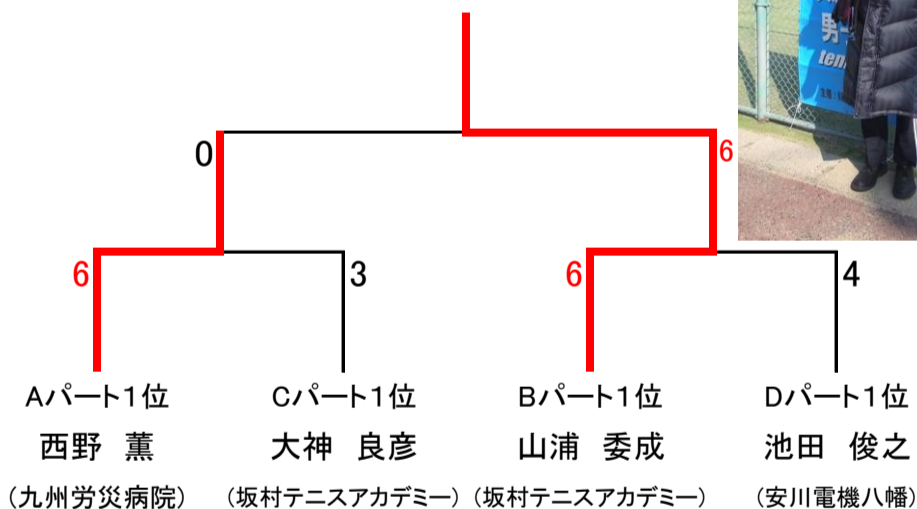 男子
ten
0
6
6
3
6
4
Aパート1位
Cパート1位
Bパート1位
Dパート1位
西野 薫
大神 良彦
山浦 委成
池田 俊之
(九州労災病院)
(坂村テニスアカデミー)
(坂村テニスアカデミー)
(安川電機八幡)